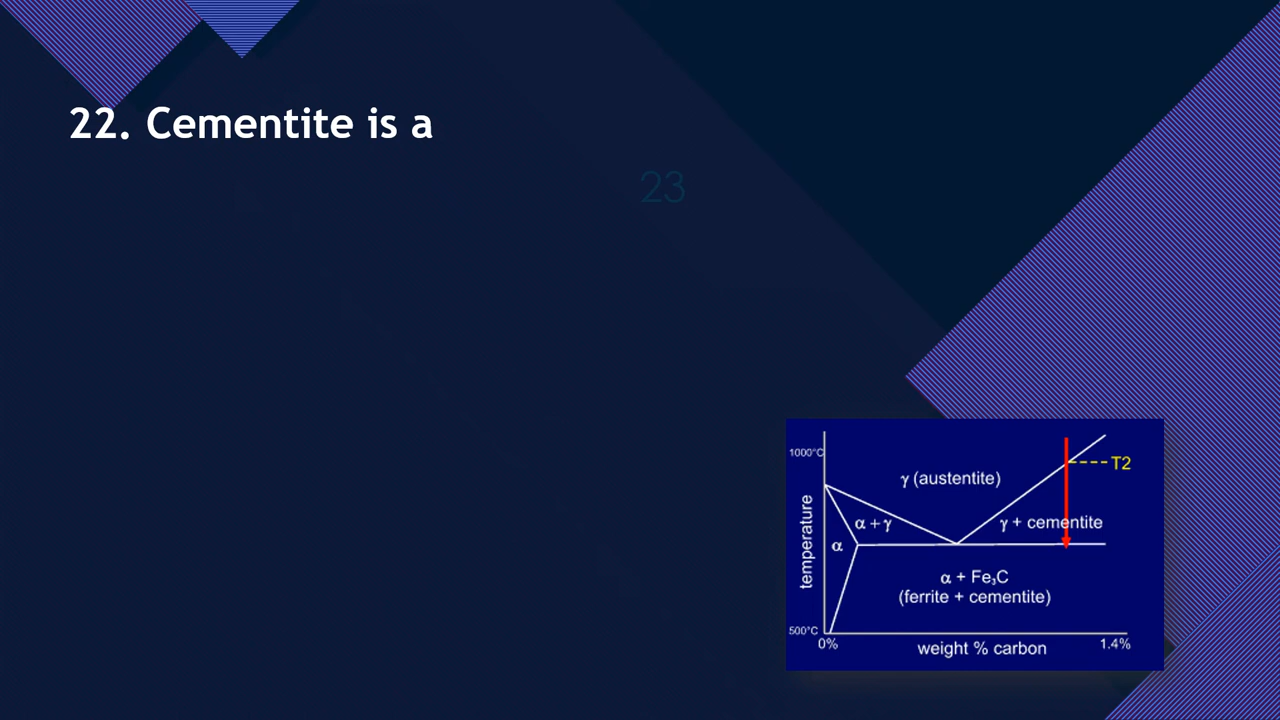 22. Cementite is a
23
1000°C
γ (austentite)
T2
α + γ
γ + cementite
α
temperature
α + Fe₃C
(ferrite + cementite)
500°C
0%
weight % carbon
1.4%